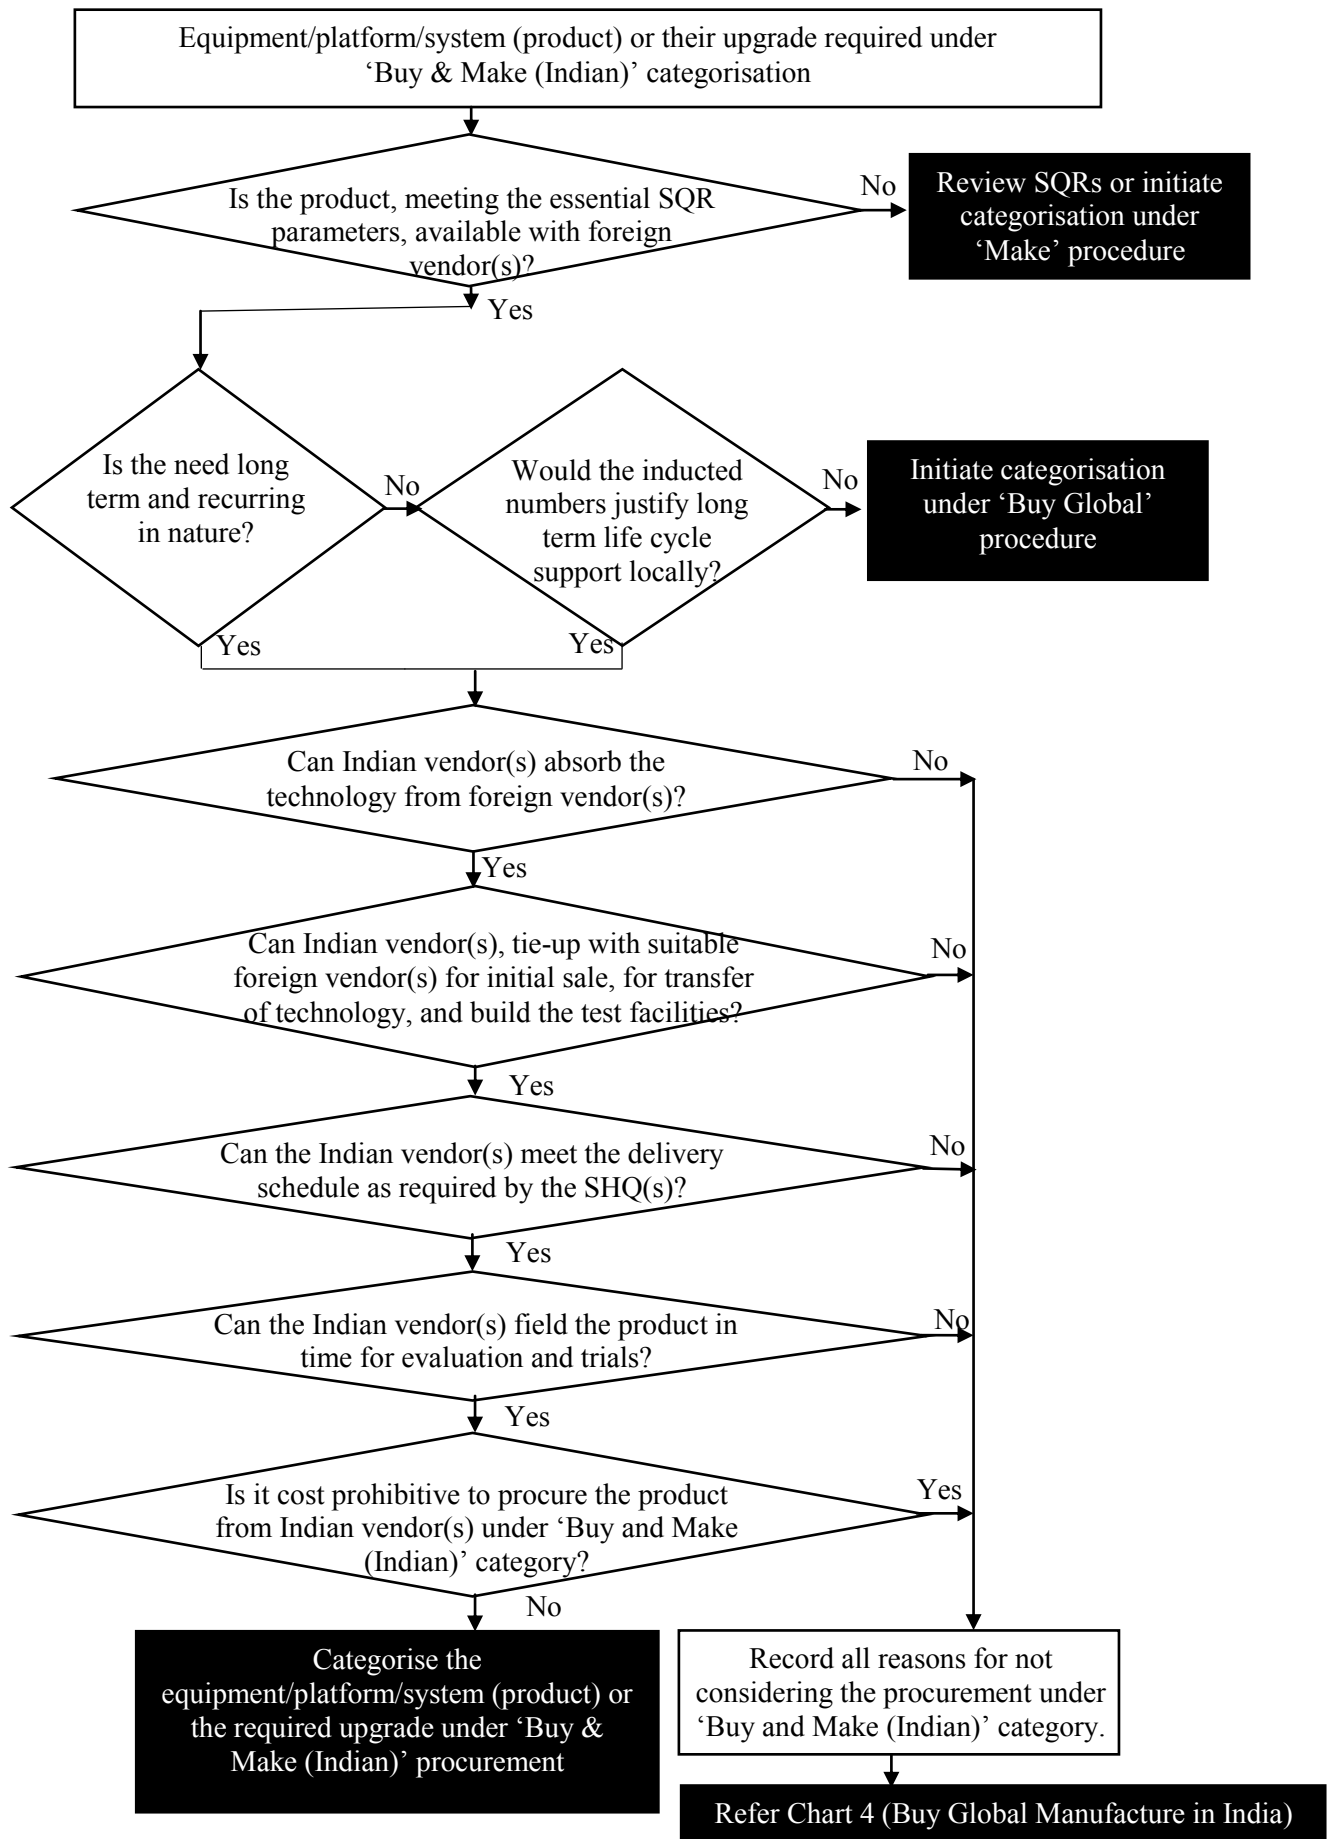 Equipment/platform/system (product) or their upgrade required under
‘Buy & Make (Indian)’ categorisation
Is the product, meeting the essential SQR
parameters, available with foreign
vendor(s)?
No
Review SQRs or initiate
categorisation under
‘Make’ procedure
Yes
Is the need long
term and recurring
in nature?
No
Would the inducted
numbers justify long
term life cycle
support locally?
No
Initiate categorisation
under ‘Buy Global’
procedure
Yes
Yes
Can Indian vendor(s) absorb the
technology from foreign vendor(s)?
No
Yes
Can Indian vendor(s), tie-up with suitable
foreign vendor(s) for initial sale, for transfer
of technology, and build the test facilities?
No
Yes
Can the Indian vendor(s) meet the delivery
schedule as required by the SHQ(s)?
No
Yes
Can the Indian vendor(s) field the product in
time for evaluation and trials?
No
Yes
Is it cost prohibitive to procure the product
from Indian vendor(s) under ‘Buy and Make
(Indian)’ category?
Yes
No
Categorise the
equipment/platform/system (product) or
the required upgrade under ‘Buy &
Make (Indian)’ procurement
Record all reasons for not
considering the procurement under
‘Buy and Make (Indian)’ category.
Refer Chart 4 (Buy Global Manufacture in India)